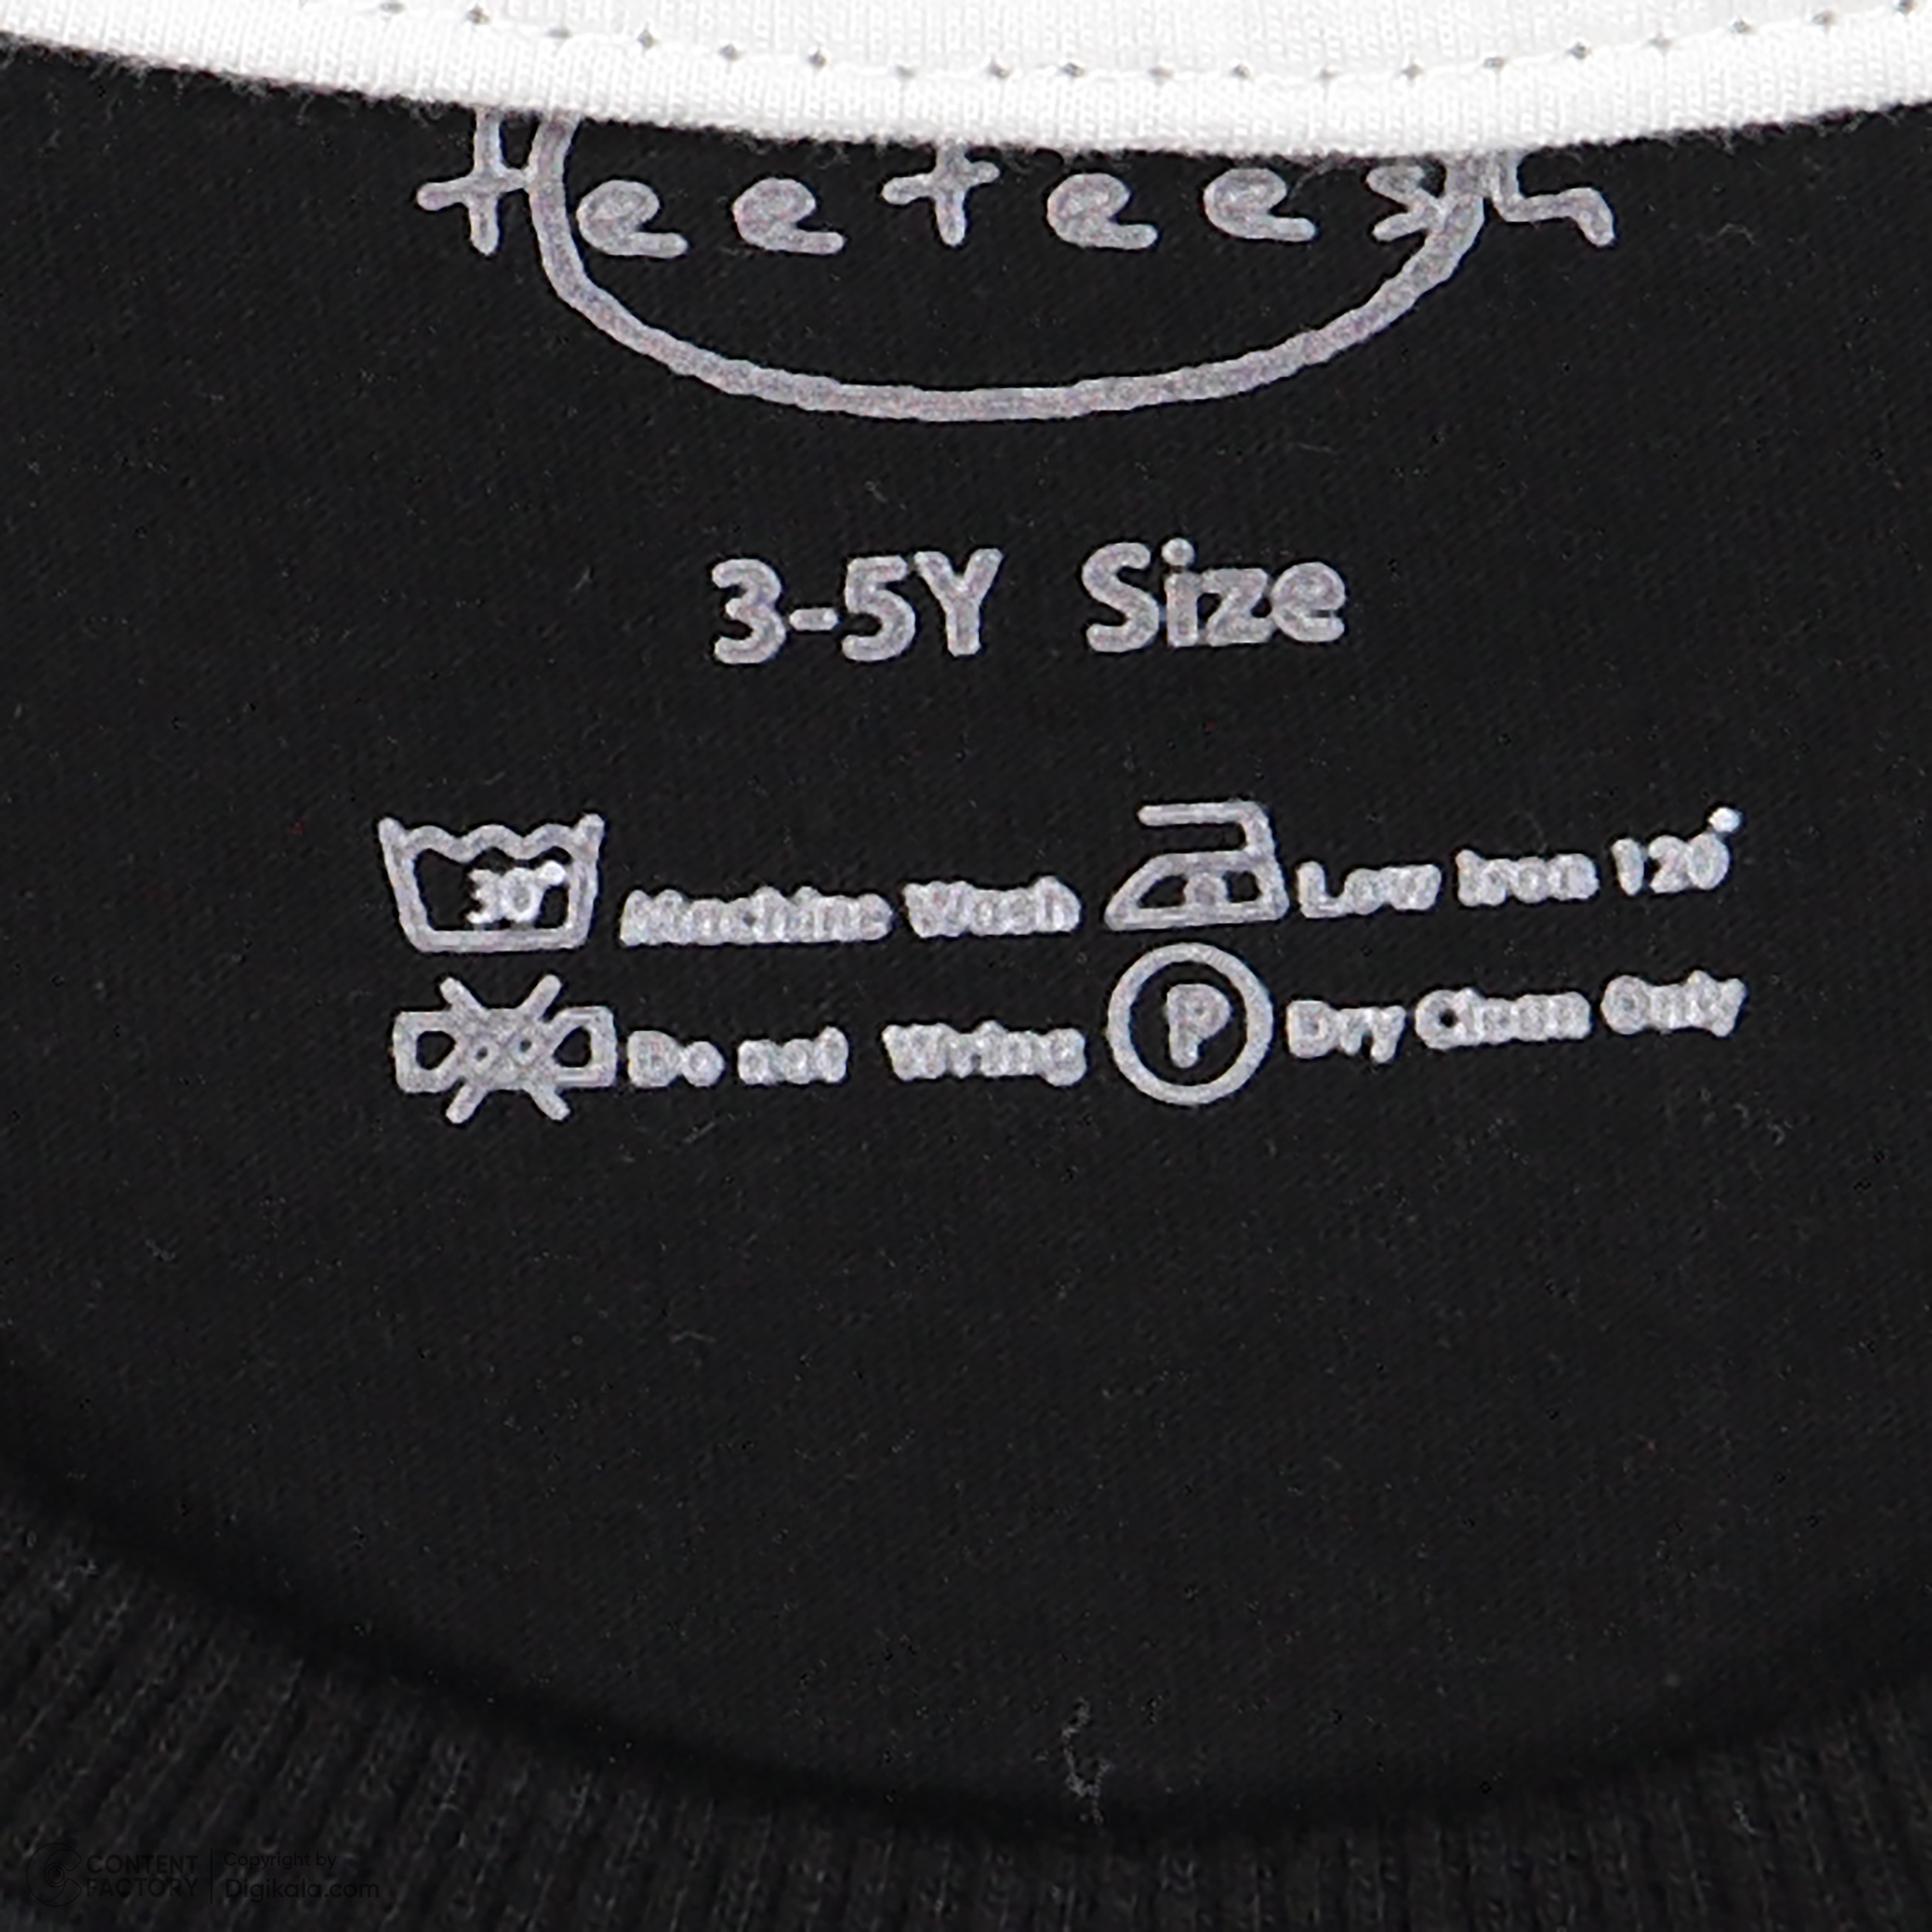 teeteesh
3-5Y Size
30° Machine Wash Low Iron 120°
Do not Wring P Dry Clean Only
CONTENT FACTORY Copyright by Digikala.com